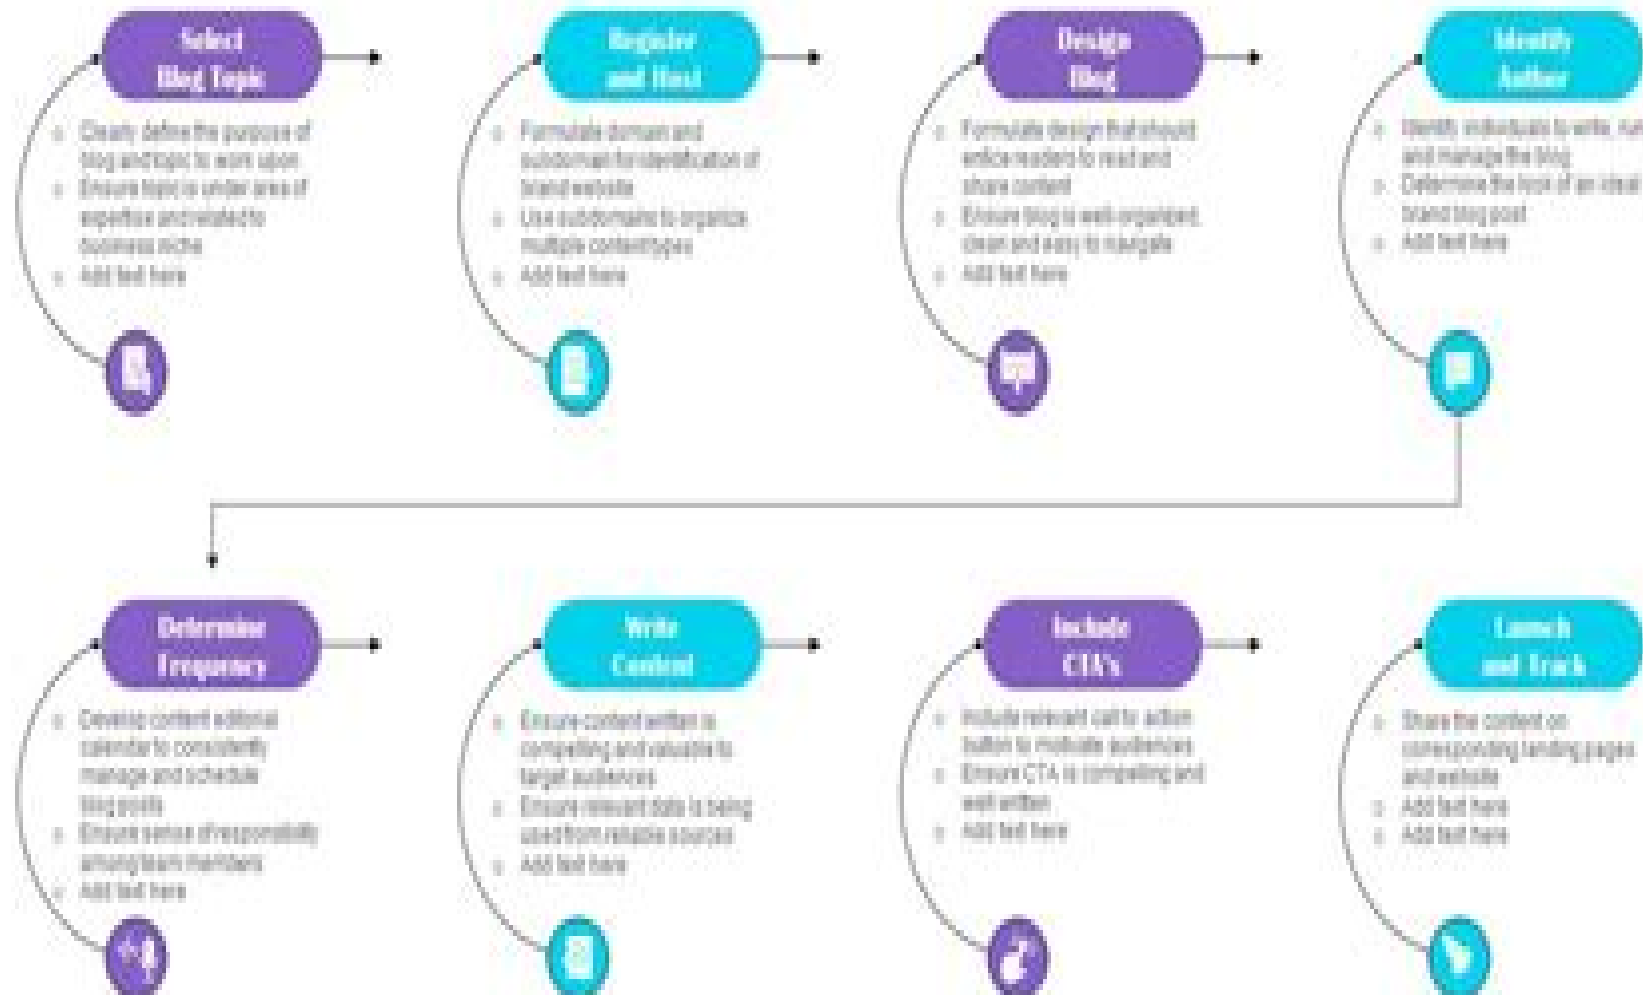 Select
Blog Topic
Clearly define the purpose of
blog and topic to work upon
Ensure topic is under area of
expertise and related to
business niche
Add text here
Register
and Host
Formulate domain and
subdomain for identification of
brand website
Use subdomains to organize
multiple content types
Add text here
Design
Blog
Formulate design that should
entice readers to read and
share content
Ensure blog is well-organized,
clean and easy to navigate
Add text here
Identify
Author
Identify individuals to write, run
and manage the blog
Determine the look of an ideal
brand blog post
Add text here
Determine
Frequency
Develop content editorial
calendar to consistently
manage and schedule
blog posts
Ensure sense of responsibility
among team members
Add text here
Write
Content
Ensure content written is
compelling and valuable to
target audiences
Ensure relevant data is being
used from reliable sources
Add text here
Include
CTA's
Include relevant call to action
button to motivate audiences
Ensure CTA is compelling and
well written
Add text here
Launch
and Track
Share the content on
corresponding landing pages
and website
Add text here
Add text here